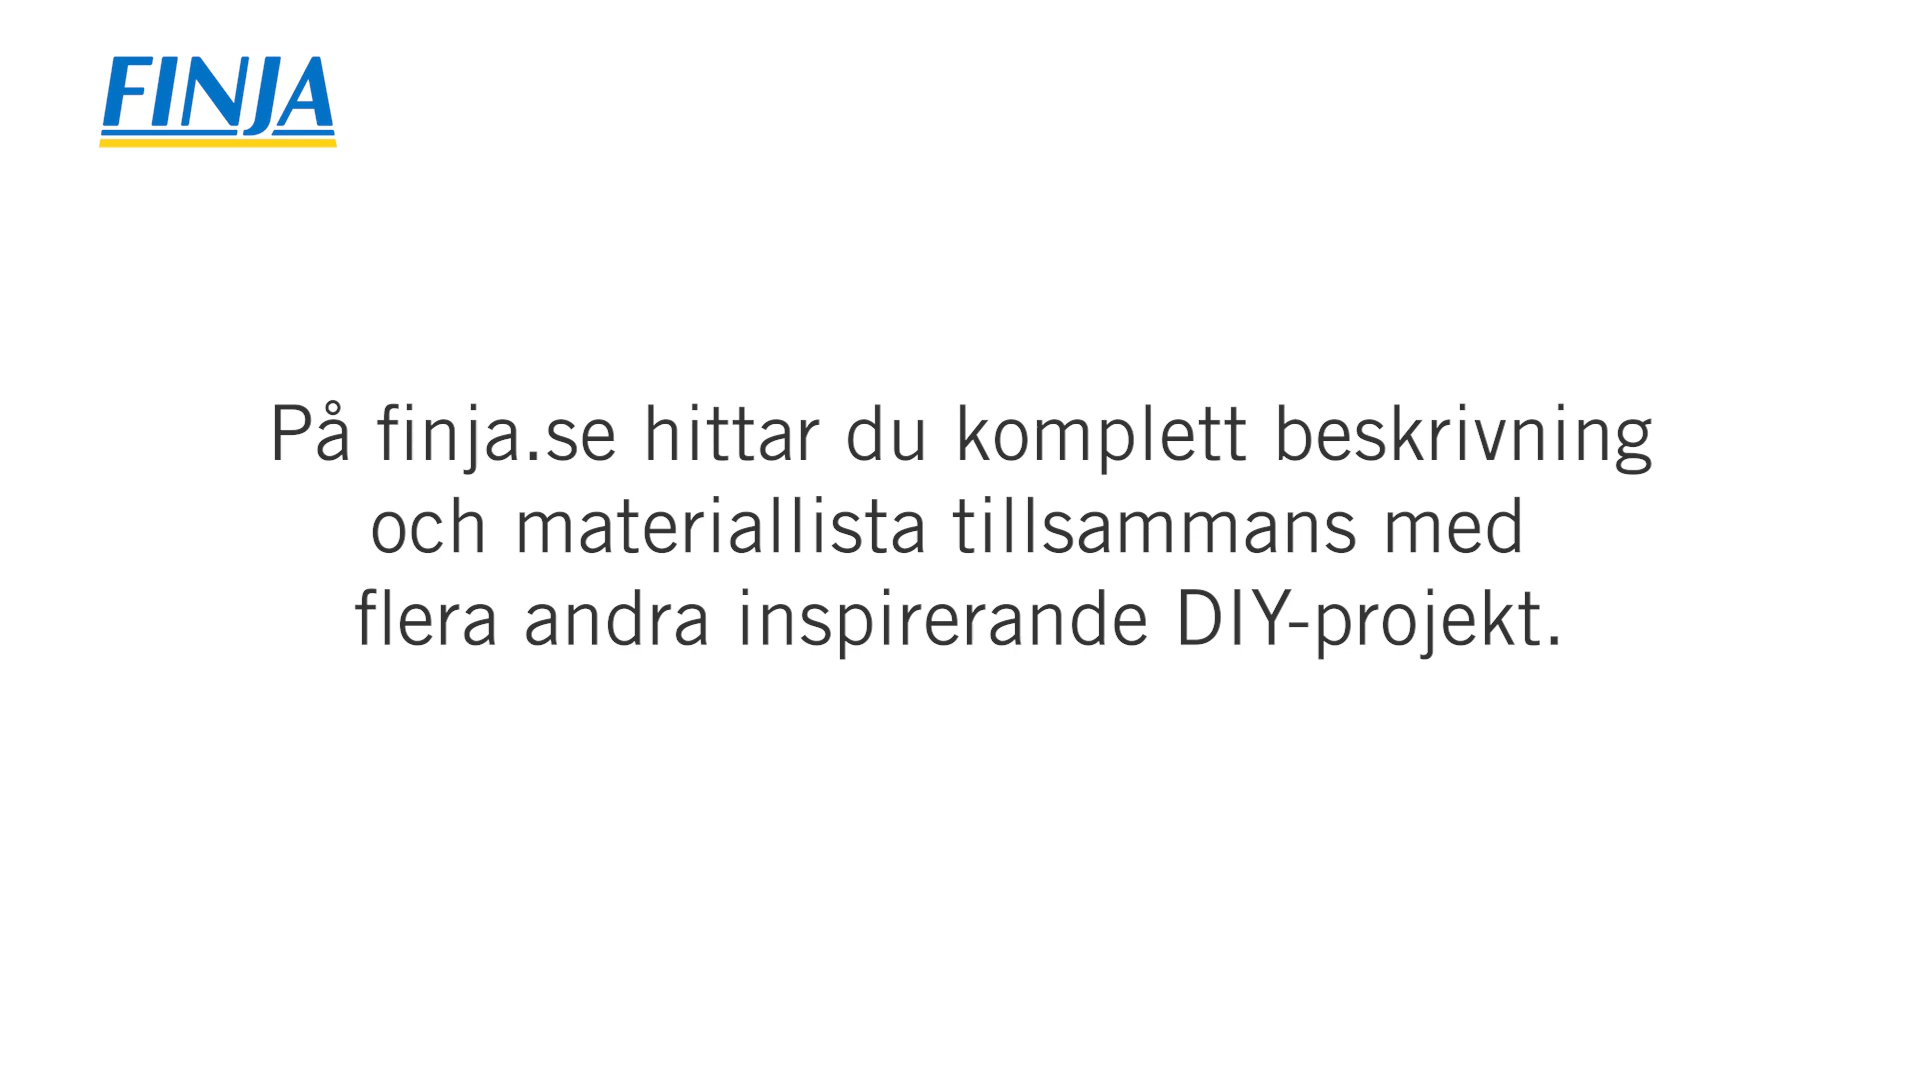 FINJA
På finja.se hittar du komplett beskrivning
och materiallista tillsammans med
flera andra inspirerande DIY-projekt.